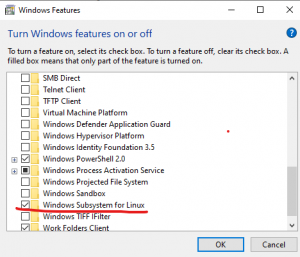 Windows Features
Turn Windows features on or off
To turn a feature on, select its check box. To turn a feature off, clear its check box. A
filled box means that only part of the feature is turned on.
SMB Direct
Telnet Client
TFTP Client
Virtual Machine Platform
Windows Defender Application Guard
Windows Hypervisor Platform
Windows Identity Foundation 3.5
Windows PowerShell 2.0
Windows Process Activation Service
Windows Projected File System
Windows Sandbox
Windows Subsystem for Linux
Windows TIFF IFilter
Work Folders Client
OK
Cancel